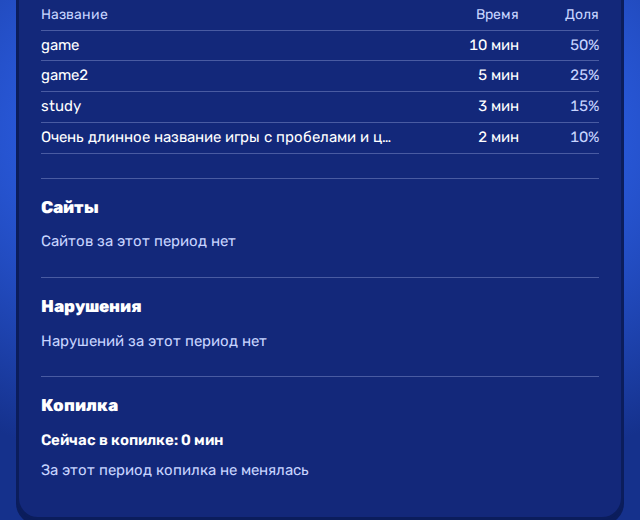 Название Время Доля
game 10 мин 50%
game2 5 мин 25%
study 3 мин 15%
Очень длинное название игры с пробелами и ц... 2 мин 10%
Сайты
Сайтов за этот период нет
Нарушения
Нарушений за этот период нет
Копилка
Сейчас в копилке: 0 мин
За этот период копилка не менялась